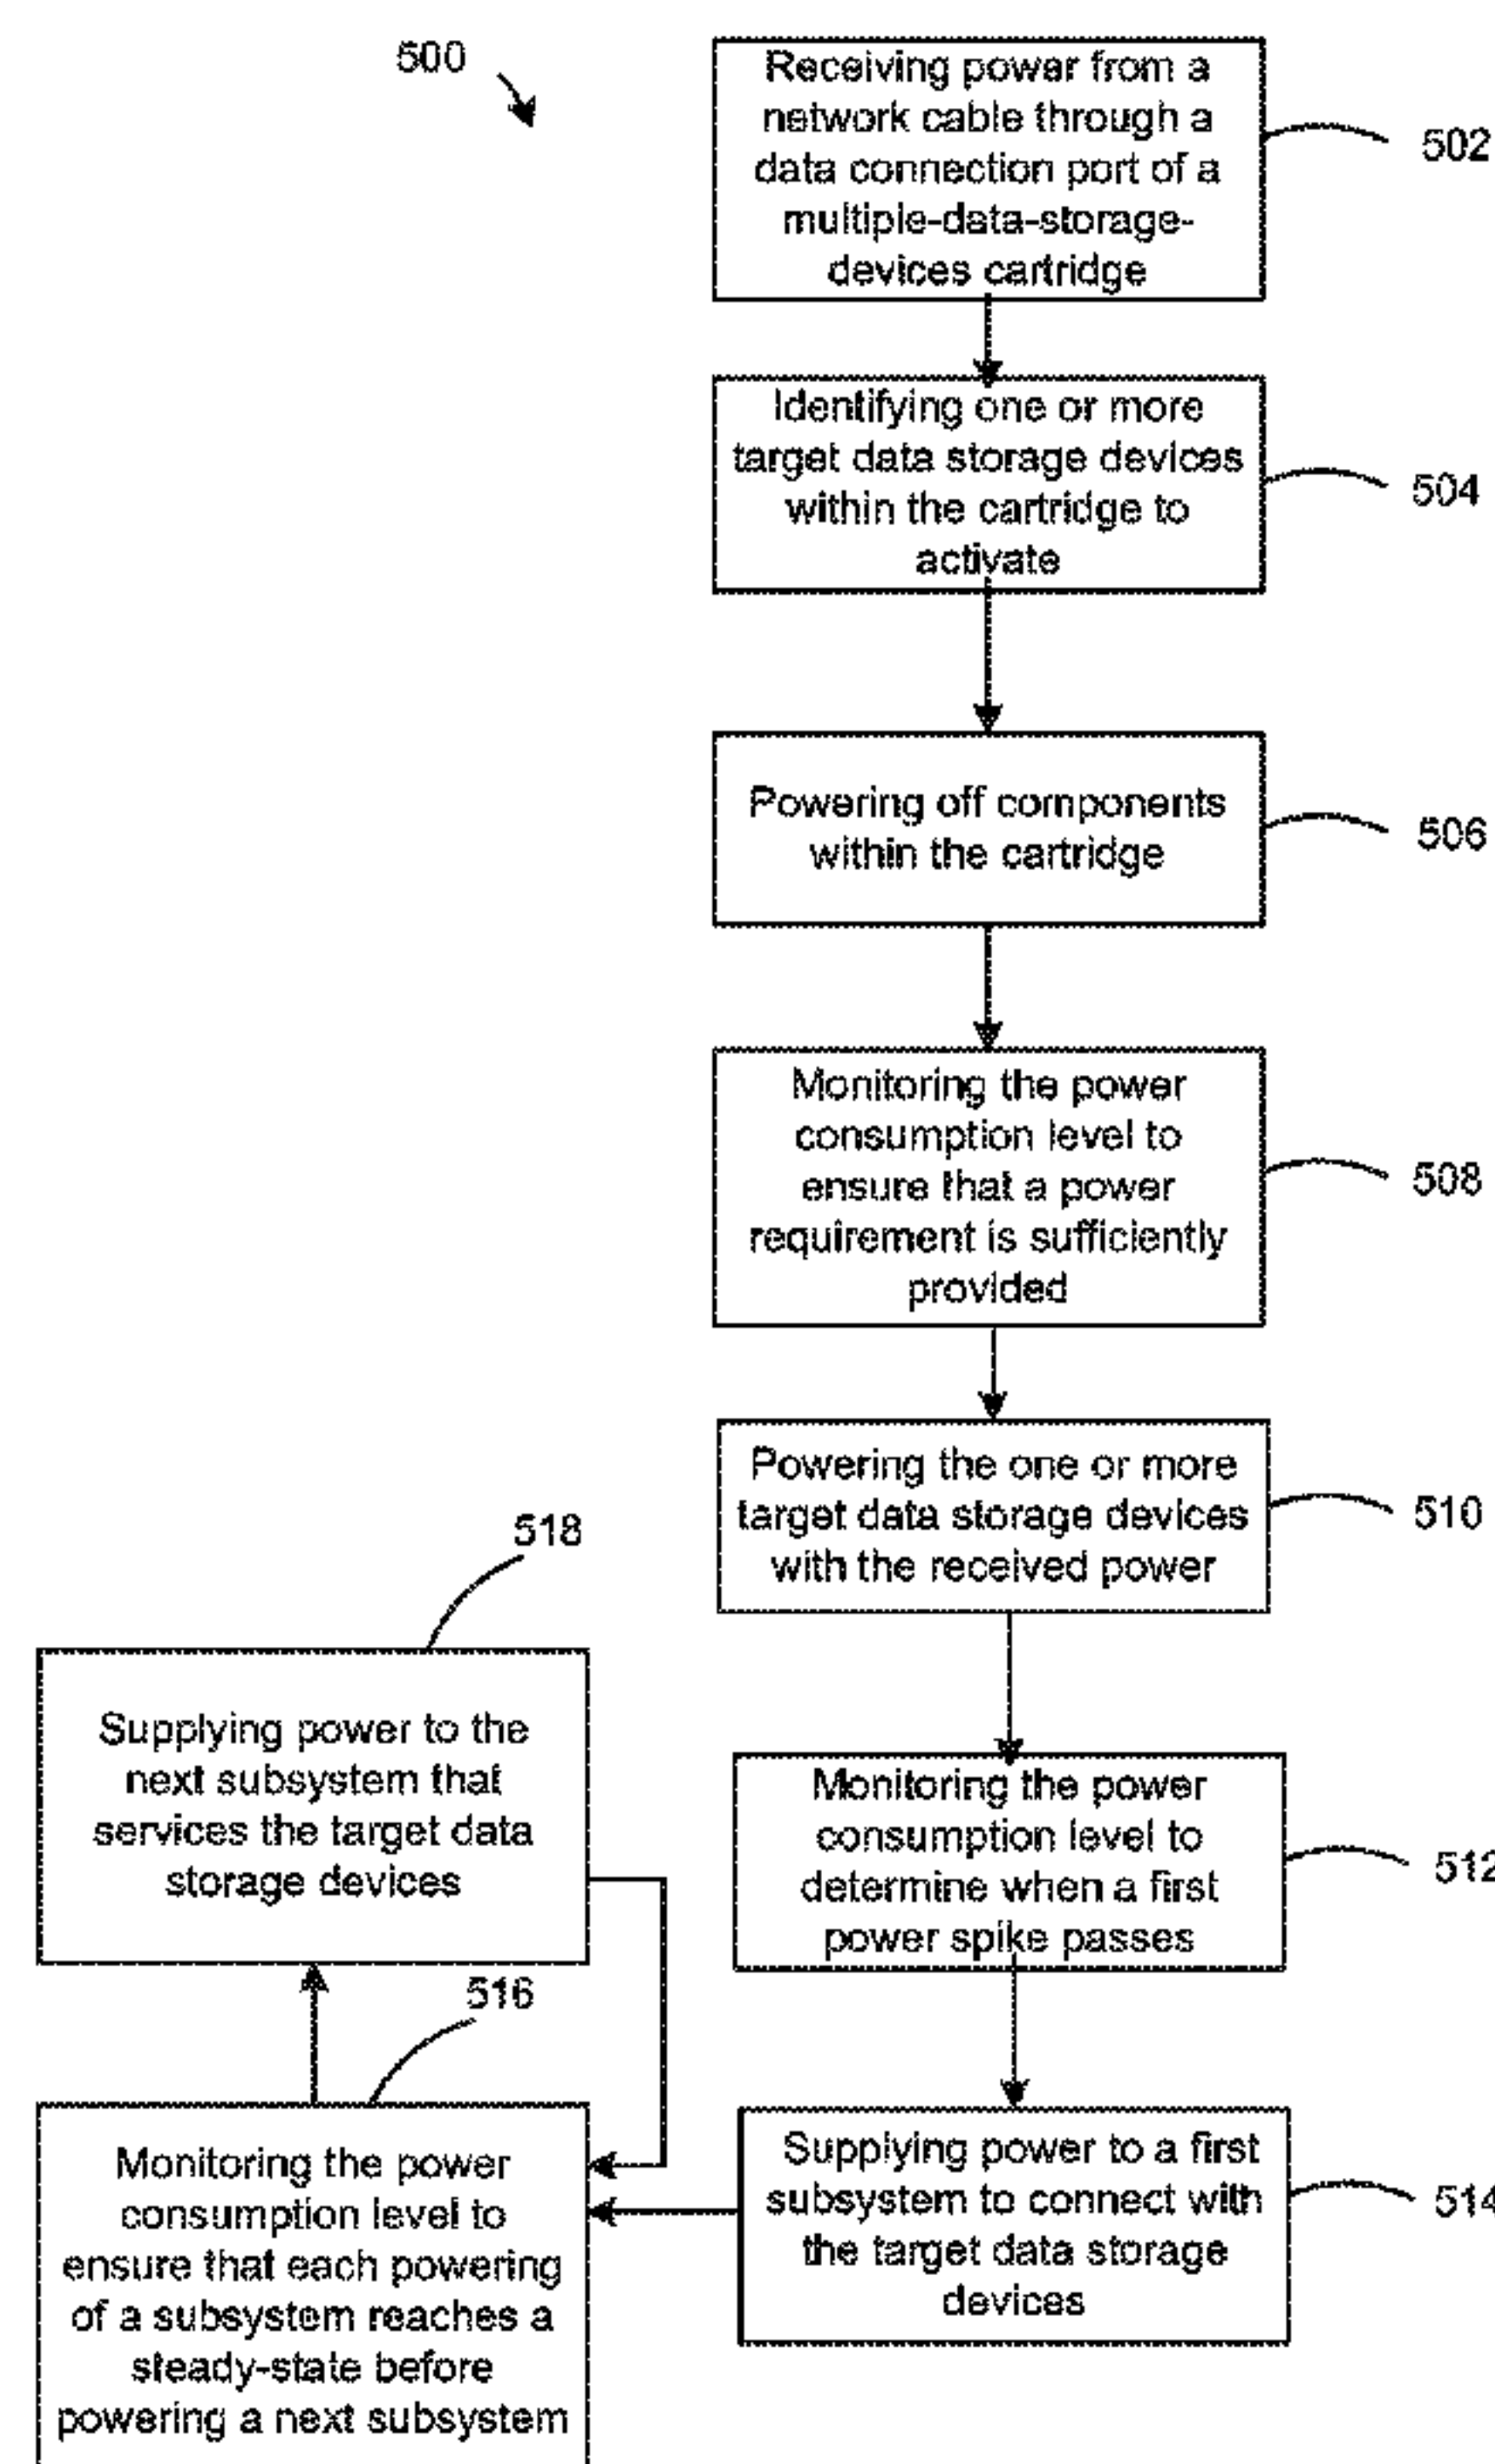 500
Receiving power from a
network cable through a
data connection port of a
multiple-data-storage-
devices cartridge
502
Identifying one or more
target data storage devices
within the cartridge to
activate
504
Powering off components
within the cartridge
506
Monitoring the power
consumption level to
ensure that a power
requirement is sufficiently
provided
508
Powering the one or more
target data storage devices
with the received power
510
Monitoring the power
consumption level to
determine when a first
power spike passes
512
Supplying power to a first
subsystem to connect with
the target data storage
devices
514
516
Monitoring the power
consumption level to
ensure that each powering
of a subsystem reaches a
steady-state before
powering a next subsystem
518
Supplying power to the
next subsystem that
services the target data
storage devices